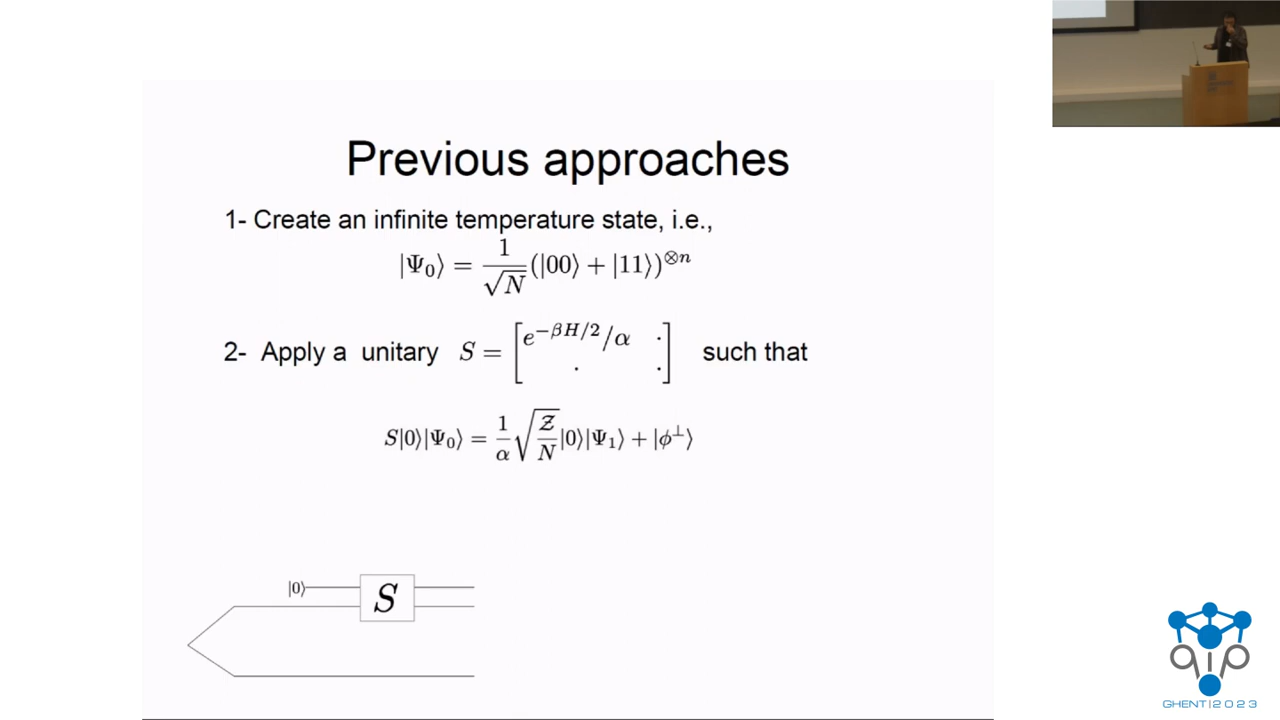 Previous approaches
1- Create an infinite temperature state, i.e.,
|Ψ₀⟩ = 1/√N (|00⟩ + |11⟩)^⊗n
2- Apply a unitary S = [e^{−βH/2}/α · · ·] such that
S|0⟩|Ψ₀⟩ = 1/α √(𝒵/N) |0⟩|Ψ₁⟩ + |ϕ^⊥⟩
|0⟩ S
qip
GHENT|2023